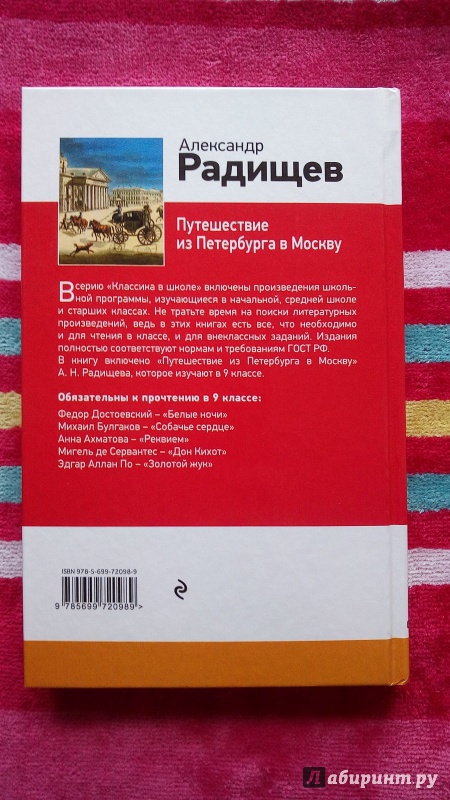 Александр
Радищев
Путешествие
из Петербурга в Москву
В серию «Классика в школе» включены произведения школь-
ной программы, изучающиеся в начальной, средней школе
и старших классах. Не тратьте время на поиски литературных
произведений, ведь в этих книгах есть все, что необходимо
и для чтения в классе, и для внеклассных заданий. Издания
полностью соответствуют нормам и требованиям ГОСТ РФ.
В книгу включено «Путешествие из Петербурга в Москву»
А. Н. Радищева, которое изучают в 9 классе.
Обязательны к прочтению в 9 классе:
Федор Достоевский – «Белые ночи»
Михаил Булгаков – «Собачье сердце»
Анна Ахматова – «Реквием»
Мигель де Сервантес – «Дон Кихот»
Эдгар Аллан По – «Золотой жук»
ISBN 978-5-699-72098-9
9 785699 720989 >
Лабиринт.ру